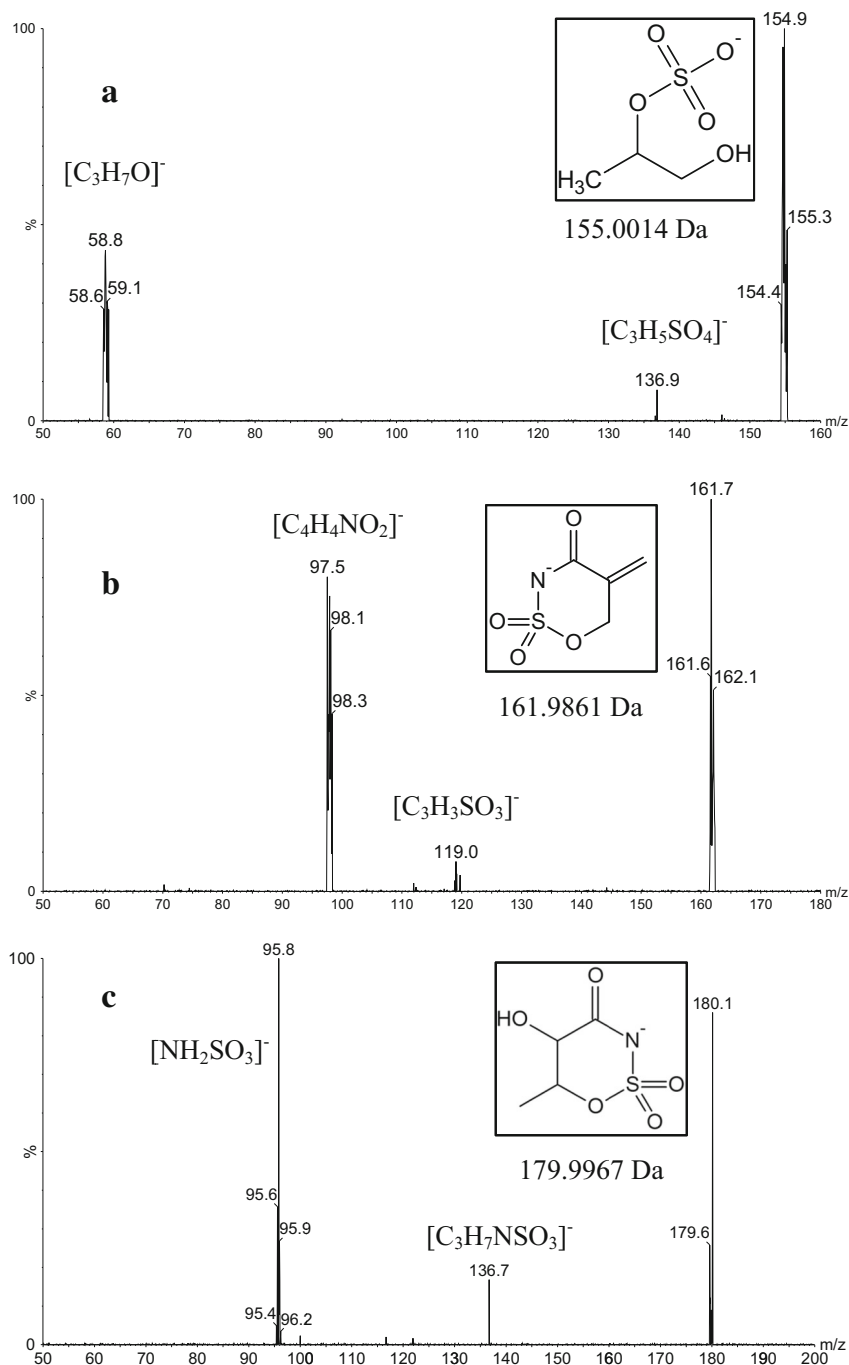 100
154.9
a
O
O⁻
S
O
O
[C₃H₇O]⁻
OH
H₃C
%
58.8
155.0014 Da
155.3
58.6
59.1
154.4
[C₃H₅SO₄]⁻
136.9
0
50 60 70 80 90 100 110 120 130 140 150 160
m/z
100
161.7
[C₄H₄NO₂]⁻
O
b
97.5
N⁻
O
S
O
O
98.1
161.6
162.1
%
98.3
161.9861 Da
[C₃H₃SO₃]⁻
119.0
0
50 60 70 80 90 100 110 120 130 140 150 160 170 180
m/z
100
95.8
c
O
180.1
HO
N⁻
[NH₂SO₃]⁻
S
O
O
O
%
179.9967 Da
95.6
95.9
[C₃H₇NSO₃]⁻
179.6
136.7
95.4
96.2
0
50 60 70 80 90 100 110 120 130 140 150 160 170 180 190 200
m/z